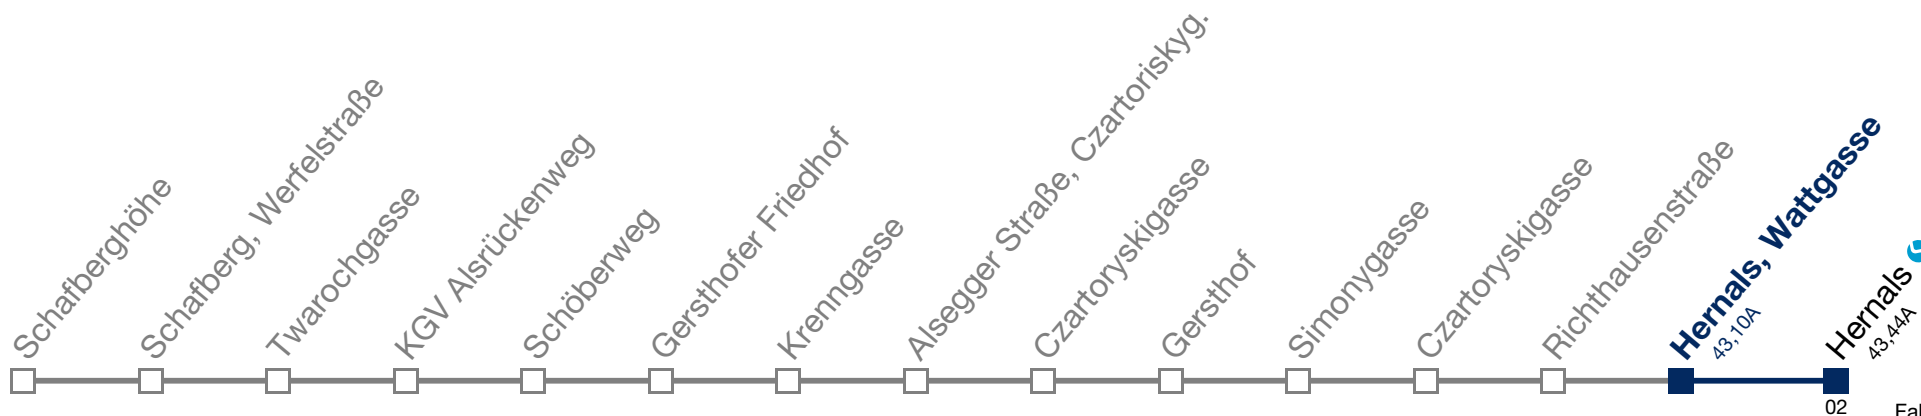 Schafberghöhe
Schafberg, Werfelstraße
Twarochgasse
KGV Alsrückenweg
Schöberweg
Gersthofer Friedhof
Krenngasse
Alsegger Straße, Czartoriskyg.
Czartoryskigasse
Gersthof
Simonygasse
Czartoryskigasse
Richthausenstraße
Hernals, Wattgasse
43,10A
Hernals
43,44A
02